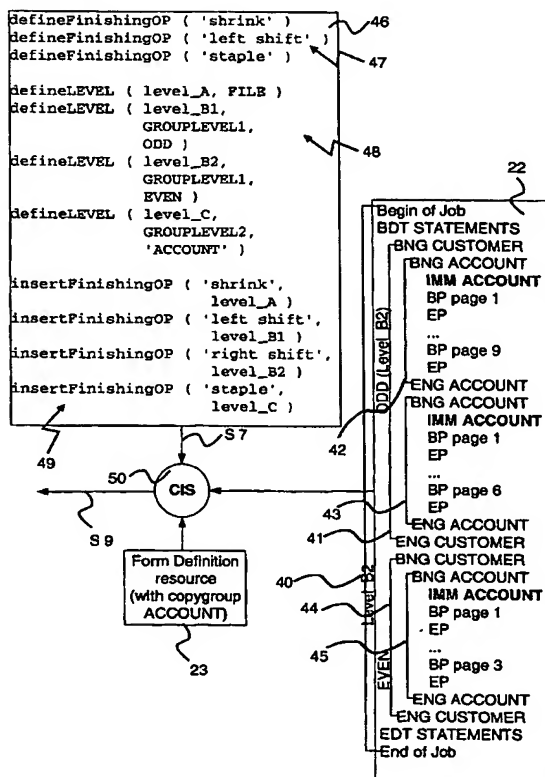 defineFinishingOP ( 'shrink' )
defineFinishingOP ( 'left shift' )
defineFinishingOP ( 'staple' )
defineLEVEL ( level_A, FILE )
defineLEVEL ( level_B1,
GROUPLEVEL1,
ODD )
defineLEVEL ( level_B2,
GROUPLEVEL1,
EVEN )
defineLEVEL ( level_C,
GROUPLEVEL2,
'ACCOUNT' )
insertFinishingOP ( 'shrink',
level_A )
insertFinishingOP ( 'left shift',
level_B1 )
insertFinishingOP ( 'right shift',
level_B2 )
insertFinishingOP ( 'staple',
level_C )
46
47
48
49
S 7
50
CIS
S 9
Form Definition
resource
(with copygroup
ACCOUNT)
23
22
Begin of Job
BDT STATEMENTS
BNG CUSTOMER
BNG ACCOUNT
IMM ACCOUNT
BP page 1
EP
...
BP page 9
EP
ENG ACCOUNT
BNG ACCOUNT
IMM ACCOUNT
BP page 1
EP
...
BP page 6
EP
ENG ACCOUNT
ENG CUSTOMER
BNG CUSTOMER
BNG ACCOUNT
IMM ACCOUNT
BP page 1
EP
...
BP page 3
EP
ENG ACCOUNT
ENG CUSTOMER
EDT STATEMENTS
End of Job
ODD (Level_B2)
EVEN
Level_B2
42
43
41
40
44
45